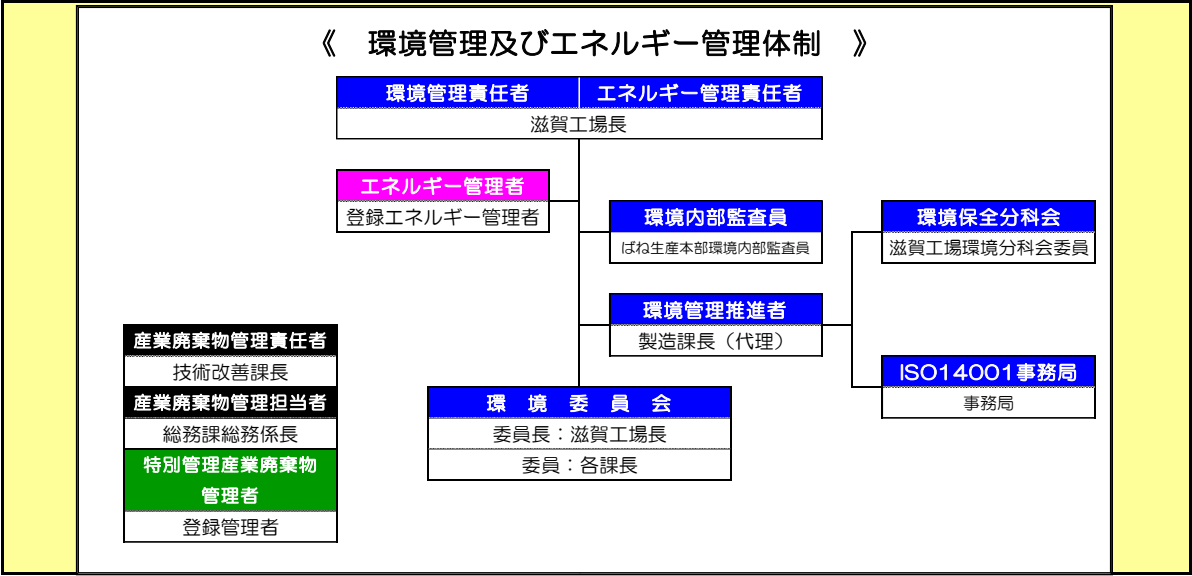 《　環境管理及びエネルギー管理体制　》
環境管理責任者
エネルギー管理責任者
滋賀工場長
エネルギー管理者
登録エネルギー管理者
環境内部監査員
ばね生産本部環境内部監査員
環境保全分科会
滋賀工場環境分科会委員
環境管理推進者
製造課長（代理）
ISO14001事務局
事務局
産業廃棄物管理責任者
技術改善課長
産業廃棄物管理担当者
総務課総務係長
特別管理産業廃棄物
管理者
登録管理者
環　境　委　員　会
委員長：滋賀工場長
委員：各課長